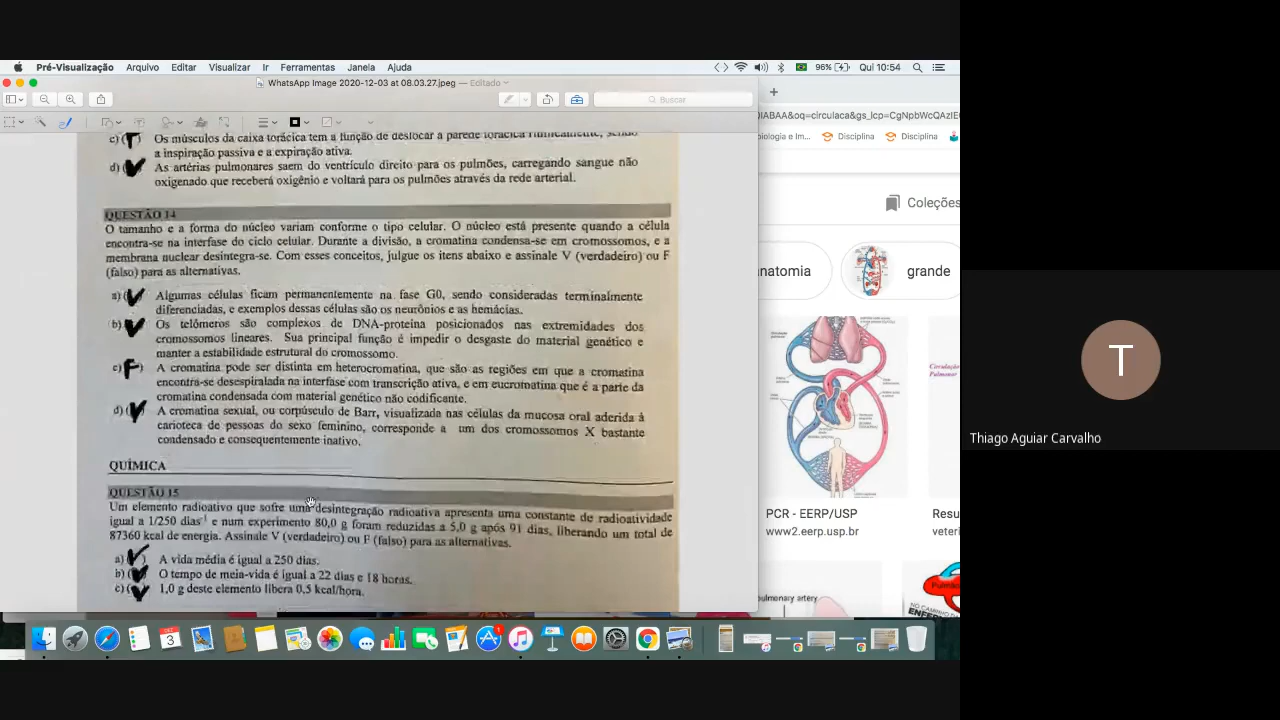 Pré-Visualização Arquivo Editar Visualizar Ir Ferramentas Janela Ajuda 96% Qui 10:54
WhatsApp Image 2020-12-03 at 08.03.27.jpeg — Editado
Buscar
c) (F) Os músculos da caixa torácica tem a função de deslocar a parede torácica ritmicamente, sendo
a inspiração passiva e a expiração ativa.
d) (V As artérias pulmonares saem do ventrículo direito para os pulmões, carregando sangue não
oxigenado que receberá oxigênio e voltará para os pulmões através da rede arterial.
QUESTÃO 14
O tamanho e a forma do núcleo variam conforme o tipo celular. O núcleo está presente quando a célula
encontra-se na interfase do ciclo celular. Durante a divisão, a cromatina condensa-se em cromossomos, e a
membrana nuclear desintegra-se. Com esses conceitos, julgue os itens abaixo e assinale V (verdadeiro) ou F
(falso) para as alternativas.
a) (V Algumas células ficam permanentemente na fase G0, sendo consideradas terminalmente
diferenciadas, e exemplos dessas células são os neurônios e as hemácias.
b) V Os telômeros são complexos de DNA-proteína posicionados nas extremidades dos
cromossomos lineares. Sua principal função é impedir o desgaste do material genético e
manter a estabilidade estrutural do cromossomo.
c) F A cromatina pode ser distinta em heterocromatina, que são as regiões em que a cromatina
encontra-se desespiralada na interfase com transcrição ativa, e em eucromatina que é a parte da
cromatina condensada com material genético não codificante.
d) (V A cromatina sexual, ou corpúsculo de Barr, visualizada nas células da mucosa oral aderida à
carioteca de pessoas do sexo feminino, corresponde a um dos cromossomos X bastante
condensado e consequentemente inativo.
QUÍMICA
QUESTÃO 15
Um elemento radioativo que sofre uma desintegração radioativa apresenta uma constante de radioatividade
igual a 1/250 dias⁻¹ e num experimento 80,0 g foram reduzidas a 5,0 g após 91 dias, liberando um total de
87360 kcal de energia. Assinale V (verdadeiro) ou F (falso) para as alternativas.
a) (V) A vida média é igual a 250 dias.
b) (V O tempo de meia-vida é igual a 22 dias e 18 horas.
c) (V 1,0 g deste elemento libera 0,5 kcal/hora.
oq=circulaca&gs_lcp=CgNpbWcQAzIE
Disciplina Disciplina
Coleções
grande
PCR - EERP/USP
www2.eerp.usp.br
Resu
veteri
Circulação
Pulmonar
artery
NO CAMINHO D
ENFER
3
T
Thiago Aguiar Carvalho